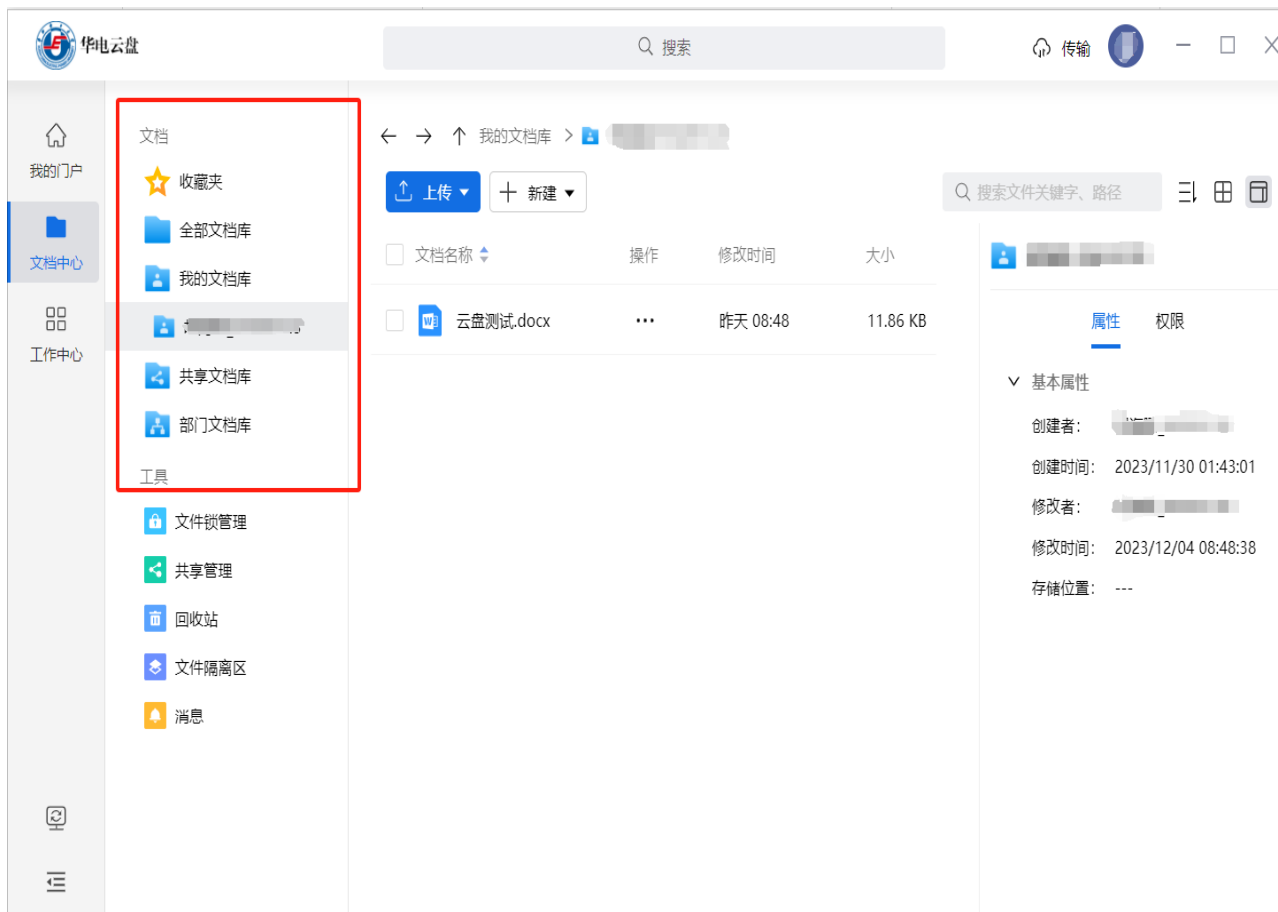 华电云盘
搜索
传输
我的门户
文档中心
工作中心
文档
收藏夹
全部文档库
我的文档库
共享文档库
部门文档库
工具
文件锁管理
共享管理
回收站
文件隔离区
消息
我的文档库
上传
新建
搜索文件关键字、路径
文档名称 操作 修改时间 大小
云盘测试.docx ••• 昨天 08:48 11.86 KB
属性 权限
基本属性
创建者：
创建时间： 2023/11/30 01:43:01
修改者：
修改时间： 2023/12/04 08:48:38
存储位置： ---